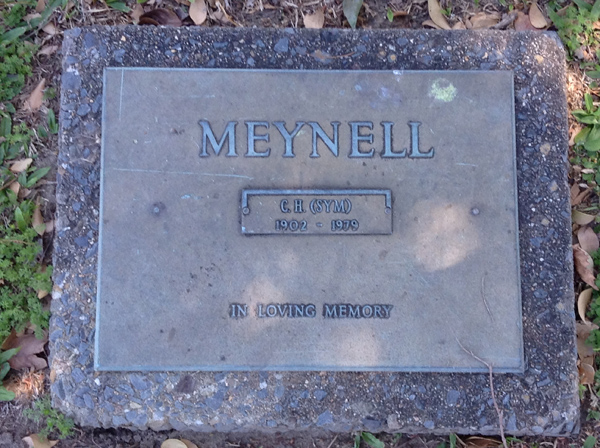 MEYNELL
C. H. (SYM)
1902 - 1979
IN LOVING MEMORY